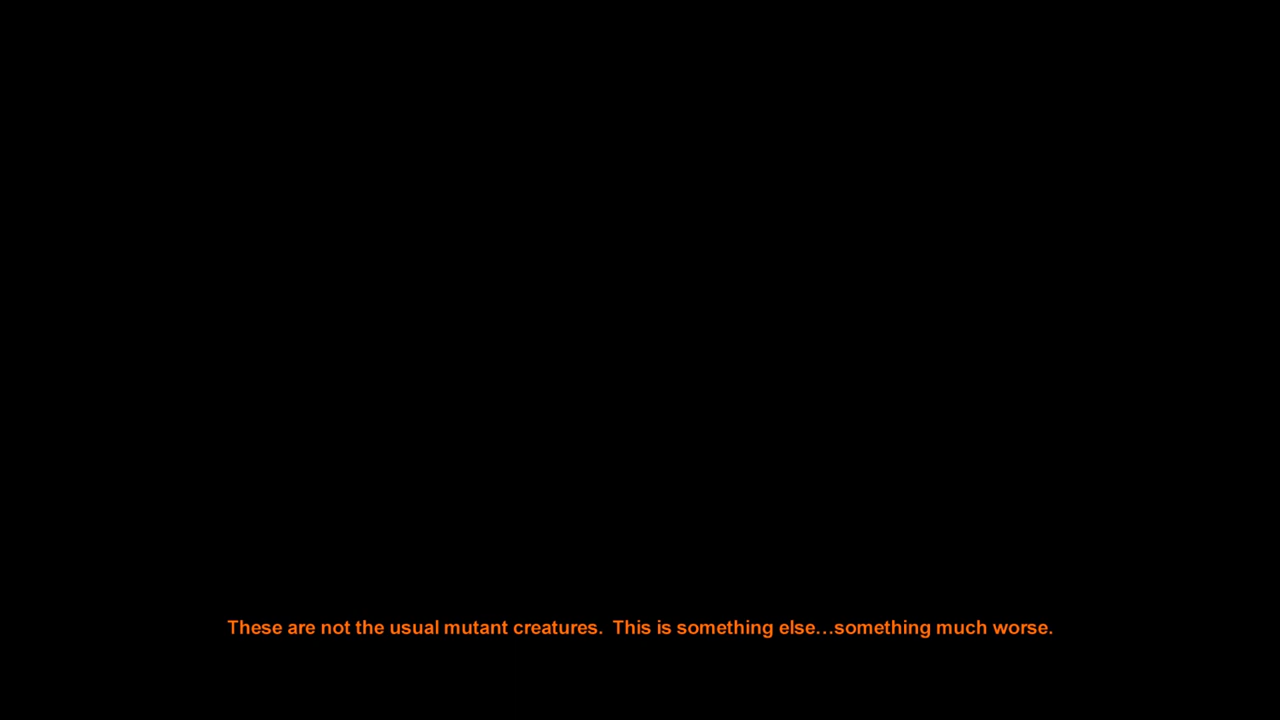 These are not the usual mutant creatures.  This is something else…something much worse.